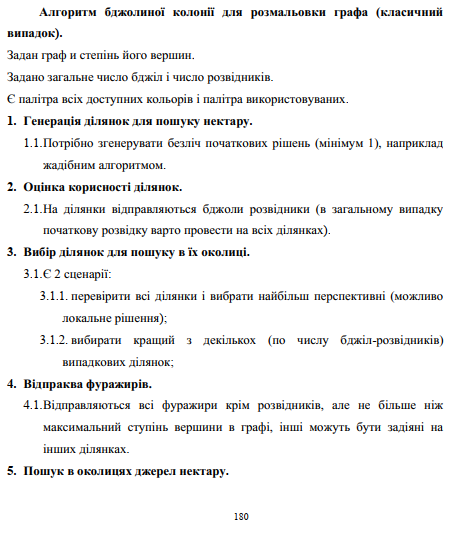 Алгоритм бджолиної колонії для розмальовки графа (класичний
випадок).
Задан граф и степінь його вершин.
Задано загальне число бджіл і число розвідників.
Є палітра всіх доступних кольорів і палітра використовуваних.
1. Генерація ділянок для пошуку нектару.
1.1.Потрібно згенерувати безліч початкових рішень (мінімум 1), наприклад
жадібним алгоритмом.
2. Оцінка корисності ділянок.
2.1.На ділянки відправляються бджоли розвідники (в загальному випадку
початкову розвідку варто провести на всіх ділянках).
3. Вибір ділянок для пошуку в їх околиці.
3.1.Є 2 сценарії:
3.1.1. перевірити всі ділянки і вибрати найбільш перспективні (можливо
локальне рішення);
3.1.2. вибирати кращий з декількох (по числу бджіл-розвідників)
випадкових ділянок;
4. Відпраква фуражирів.
4.1.Відправляються всі фуражири крім розвідників, але не більше ніж
максимальний ступінь вершини в графі, інші можуть бути задіяні на
інших ділянках.
5. Пошук в околицях джерел нектару.
180